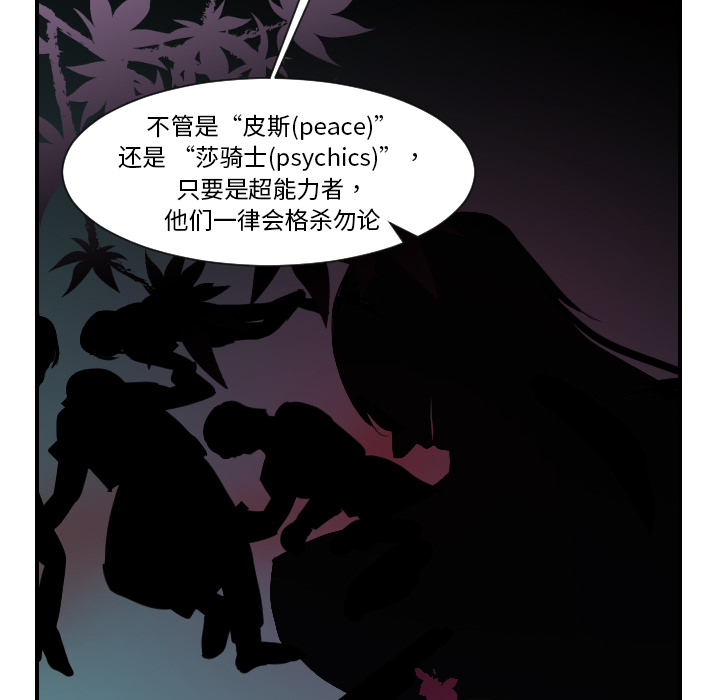 不管是“皮斯(peace)”
还是 “莎骑士(psychics)”，
只要是超能力者，
他们一律会格杀勿论